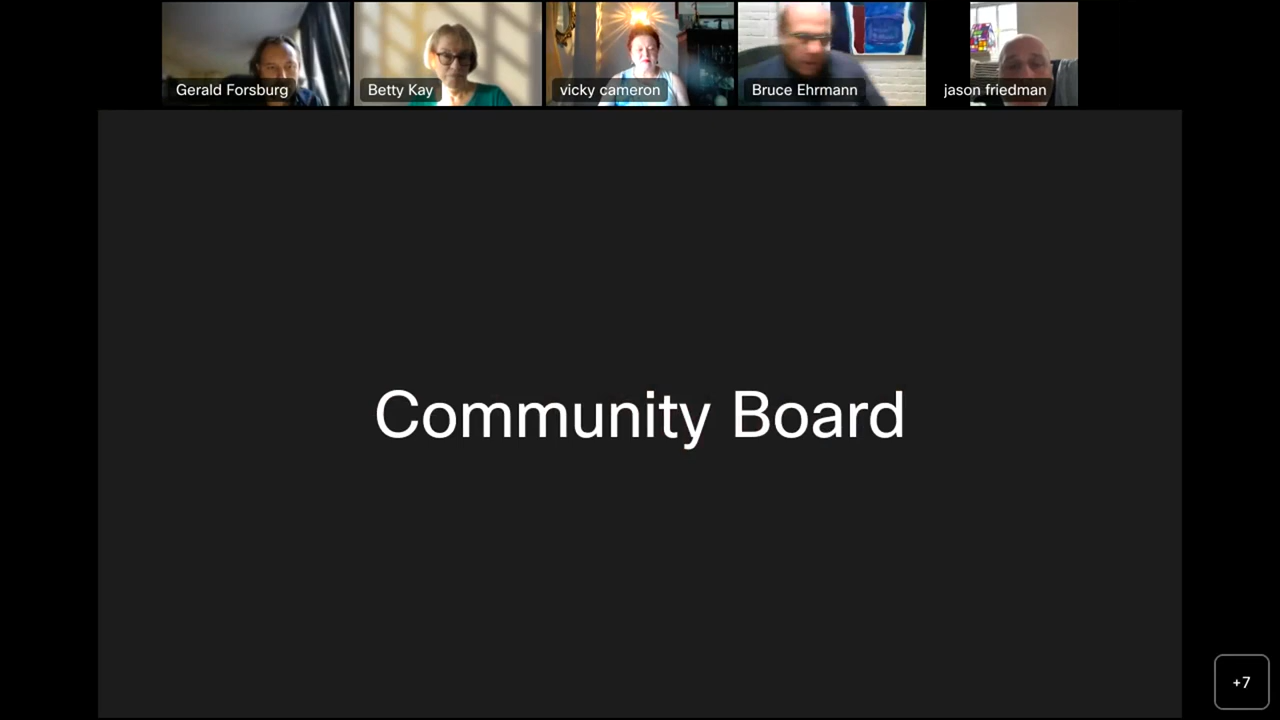 Gerald Forsburg
Betty Kay
vicky cameron
Bruce Ehrmann
jason friedman
Community Board
+7